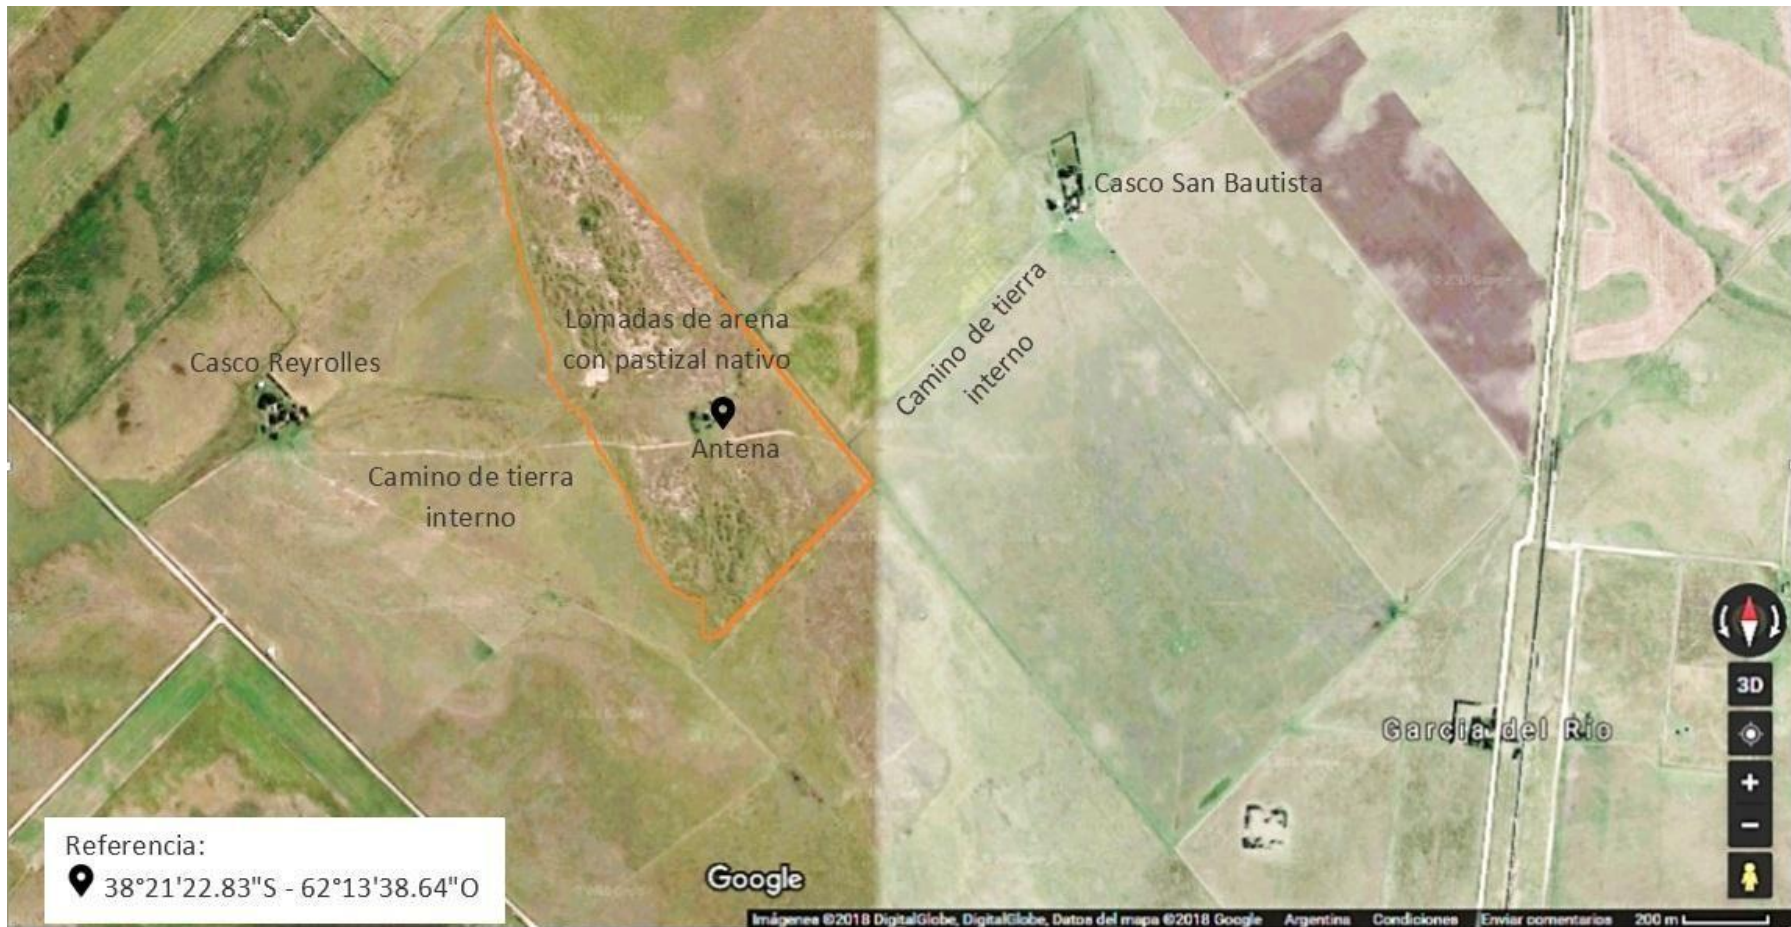 Casco San Bautista
Camino de tierra
interno
Lomadas de arena
con pastizal nativo
Casco Reyrolles
Antena
Camino de tierra
interno
3D
García del Río
Referencia:
38°21'22.83"S - 62°13'38.64"O
Google
Imágenes ©2018 DigitalGlobe, DigitalGlobe, Datos del mapa ©2018 Google Argentina Condiciones Enviar comentarios 200 m